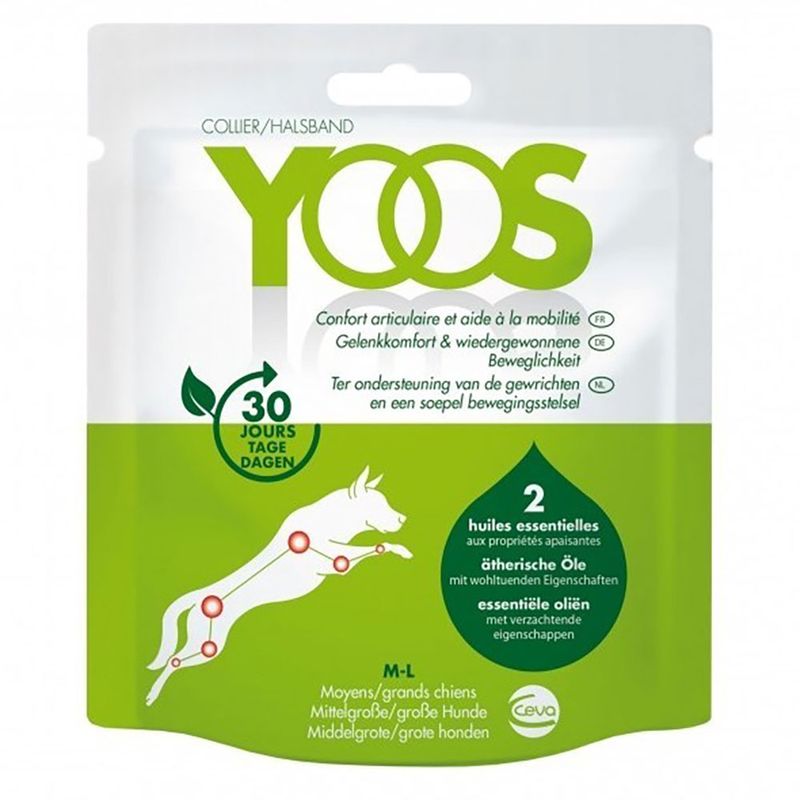 COLLIER/HALSBAND
YOOS
Confort articulaire et aide à la mobilité FR
Gelenkkomfort & wiedergewonnene DE
Beweglichkeit
Ter ondersteuning van de gewrichten NL
en een soepel bewegingsstelsel
30
JOURS
TAGE
DAGEN
2
huiles essentielles
aux propriétés apaisantes
ätherische Öle
mit wohltuenden Eigenschaften
essentiële oliën
met verzachtende
eigenschappen
M-L
Moyens/grands chiens
Mittelgroße/große Hunde
Middelgrote/grote honden
Ceva